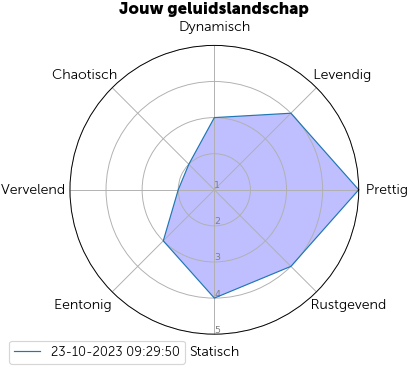 Jouw geluidslandschap
Dynamisch
Chaotisch
Levendig
Vervelend
Prettig
1
2
3
4
5
Eentonig
Rustgevend
23-10-2023 09:29:50
Statisch